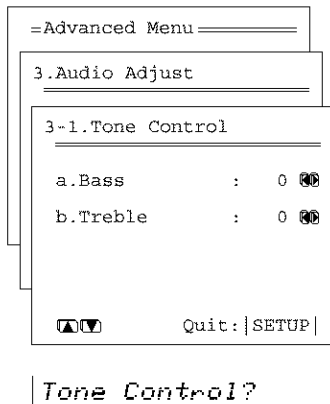 =Advanced Menu
3.Audio Adjust
3-1.Tone Control
a.Bass : 0
b.Treble : 0
Quit: SETUP
Tone Control?